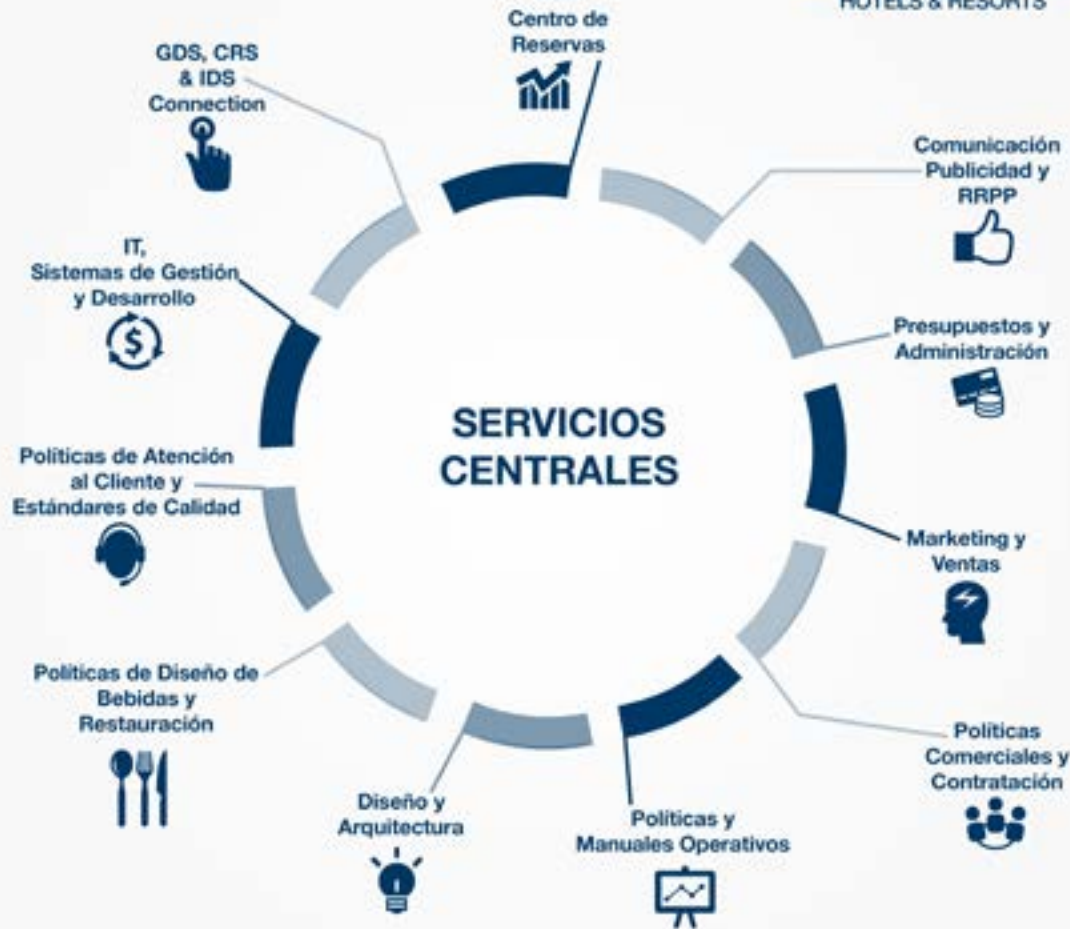 HOTELS & RESORTS
Centro de
Reservas
GDS, CRS
& IDS
Connection
Comunicación
Publicidad y
RRPP
IT,
Sistemas de Gestión
y Desarrollo
$
Presupuestos y
Administración
SERVICIOS
CENTRALES
Políticas de Atención
al Cliente y
Estándares de Calidad
Marketing y
Ventas
Políticas de Diseño de
Bebidas y
Restauración
Políticas
Comerciales y
Contratación
Diseño y
Arquitectura
Políticas y
Manuales Operativos